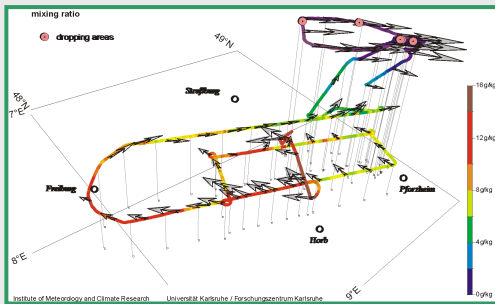 mixing ratio
dropping areas
49°N
48°N
7°E
Straßburg
Freiburg
Pforzheim
Horb
8°E
9°E
16g/kg
12g/kg
8g/kg
4g/kg
0g/kg
Institute of Meteorology and Climate Research Universität Karlsruhe / Forschungszentrum Karlsruhe